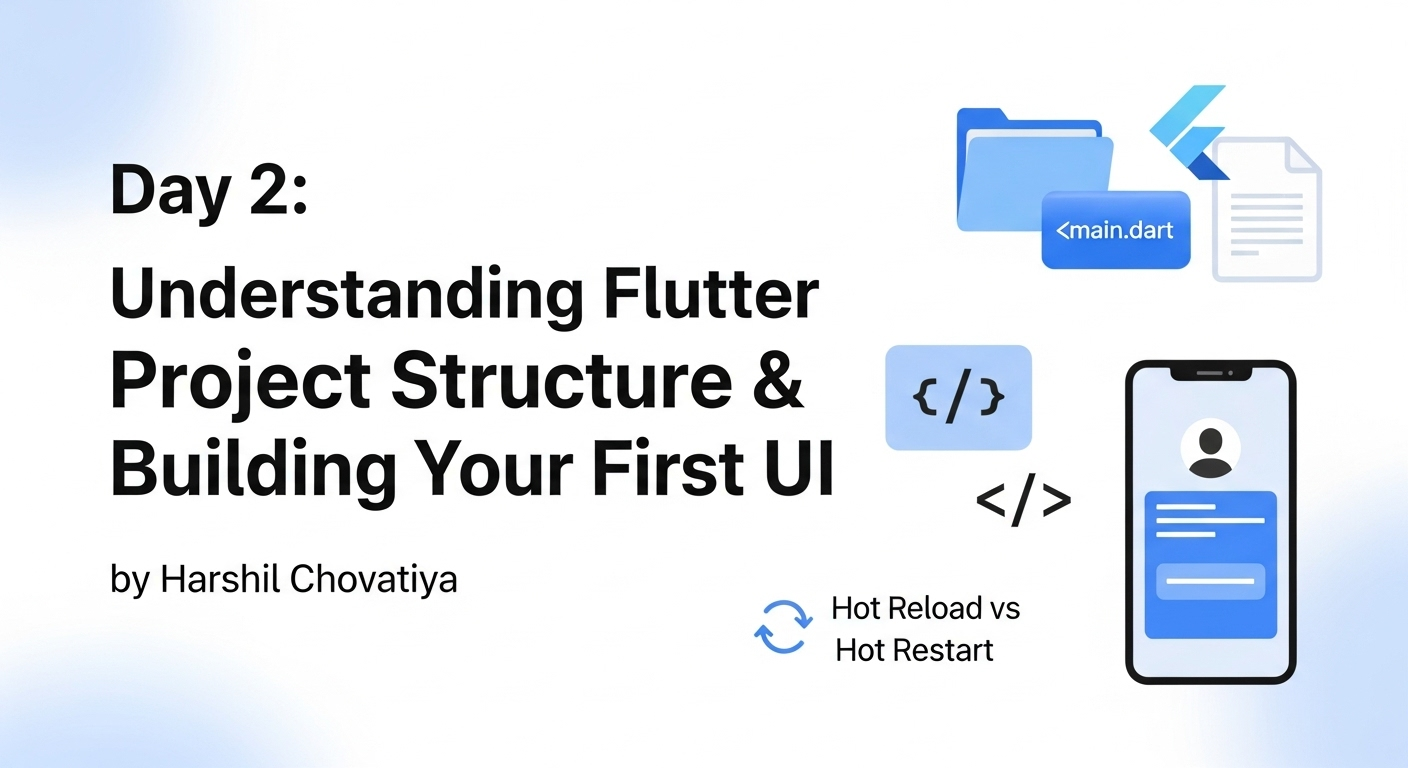 Day 2:
Understanding Flutter
Project Structure &
Building Your First UI
by Harshil Chovatiya
<main.dart
{/}
</>
Hot Reload vs
Hot Restart